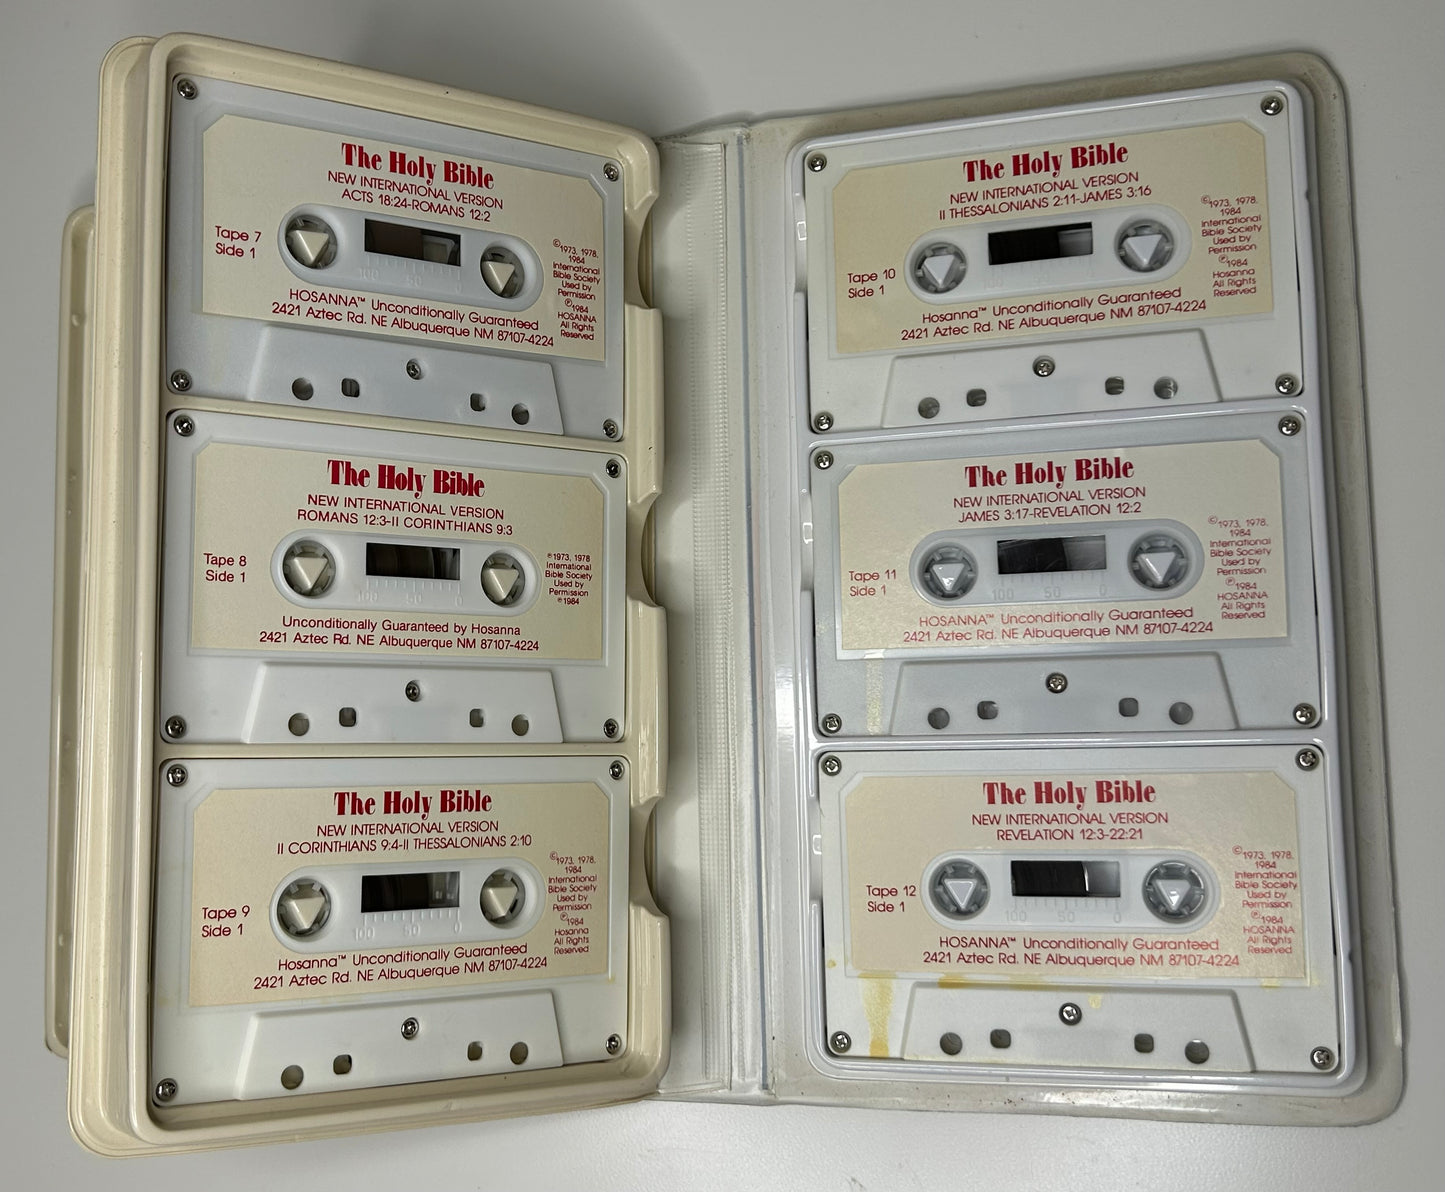 The Holy Bible
NEW INTERNATIONAL VERSION
ACTS 18:24-ROMANS 12:2
Tape 7
Side 1
©1973, 1978,
1984
International
Bible Society
Used by
Permission
℗1984
HOSANNA
All Rights
Reserved
100 50 0
HOSANNA™ Unconditionally Guaranteed
2421 Aztec Rd. NE Albuquerque NM 87107-4224
The Holy Bible
NEW INTERNATIONAL VERSION
ROMANS 12:3-II CORINTHIANS 9:3
Tape 8
Side 1
℗1973, 1978
International
Bible Society
Used by
Permission
℗1984
100 50 0
Unconditionally Guaranteed by Hosanna
2421 Aztec Rd. NE Albuquerque NM 87107-4224
The Holy Bible
NEW INTERNATIONAL VERSION
II CORINTHIANS 9:4-II THESSALONIANS 2:10
Tape 9
Side 1
©1973, 1978,
1984
International
Bible Society
Used by
Permission
℗1984
Hosanna
All Rights
Reserved
100 50 0
Hosanna™ Unconditionally Guaranteed
2421 Aztec Rd. NE Albuquerque NM 87107-4224
The Holy Bible
NEW INTERNATIONAL VERSION
II THESSALONIANS 2:11-JAMES 3:16
Tape 10
Side 1
©1973, 1978,
1984
International
Bible Society
Used by
Permission
℗1984
Hosanna
All Rights
Reserved
Hosanna™ Unconditionally Guaranteed
2421 Aztec Rd. NE Albuquerque NM 87107-4224
The Holy Bible
NEW INTERNATIONAL VERSION
JAMES 3:17-REVELATION 12:2
Tape 11
Side 1
©1973, 1978,
1984
International
Bible Society
Used by
Permission
℗1984
HOSANNA
All Rights
Reserved
100 50 0
HOSANNA™ Unconditionally Guaranteed
2421 Aztec Rd. NE Albuquerque NM 87107-4224
The Holy Bible
NEW INTERNATIONAL VERSION
REVELATION 12:3-22:21
Tape 12
Side 1
©1973, 1978,
1984
International
Bible Society
Used by
Permission
℗1984
HOSANNA
All Rights
Reserved
100 50 0
HOSANNA™ Unconditionally Guaranteed
2421 Aztec Rd. NE Albuquerque NM 87107-4224